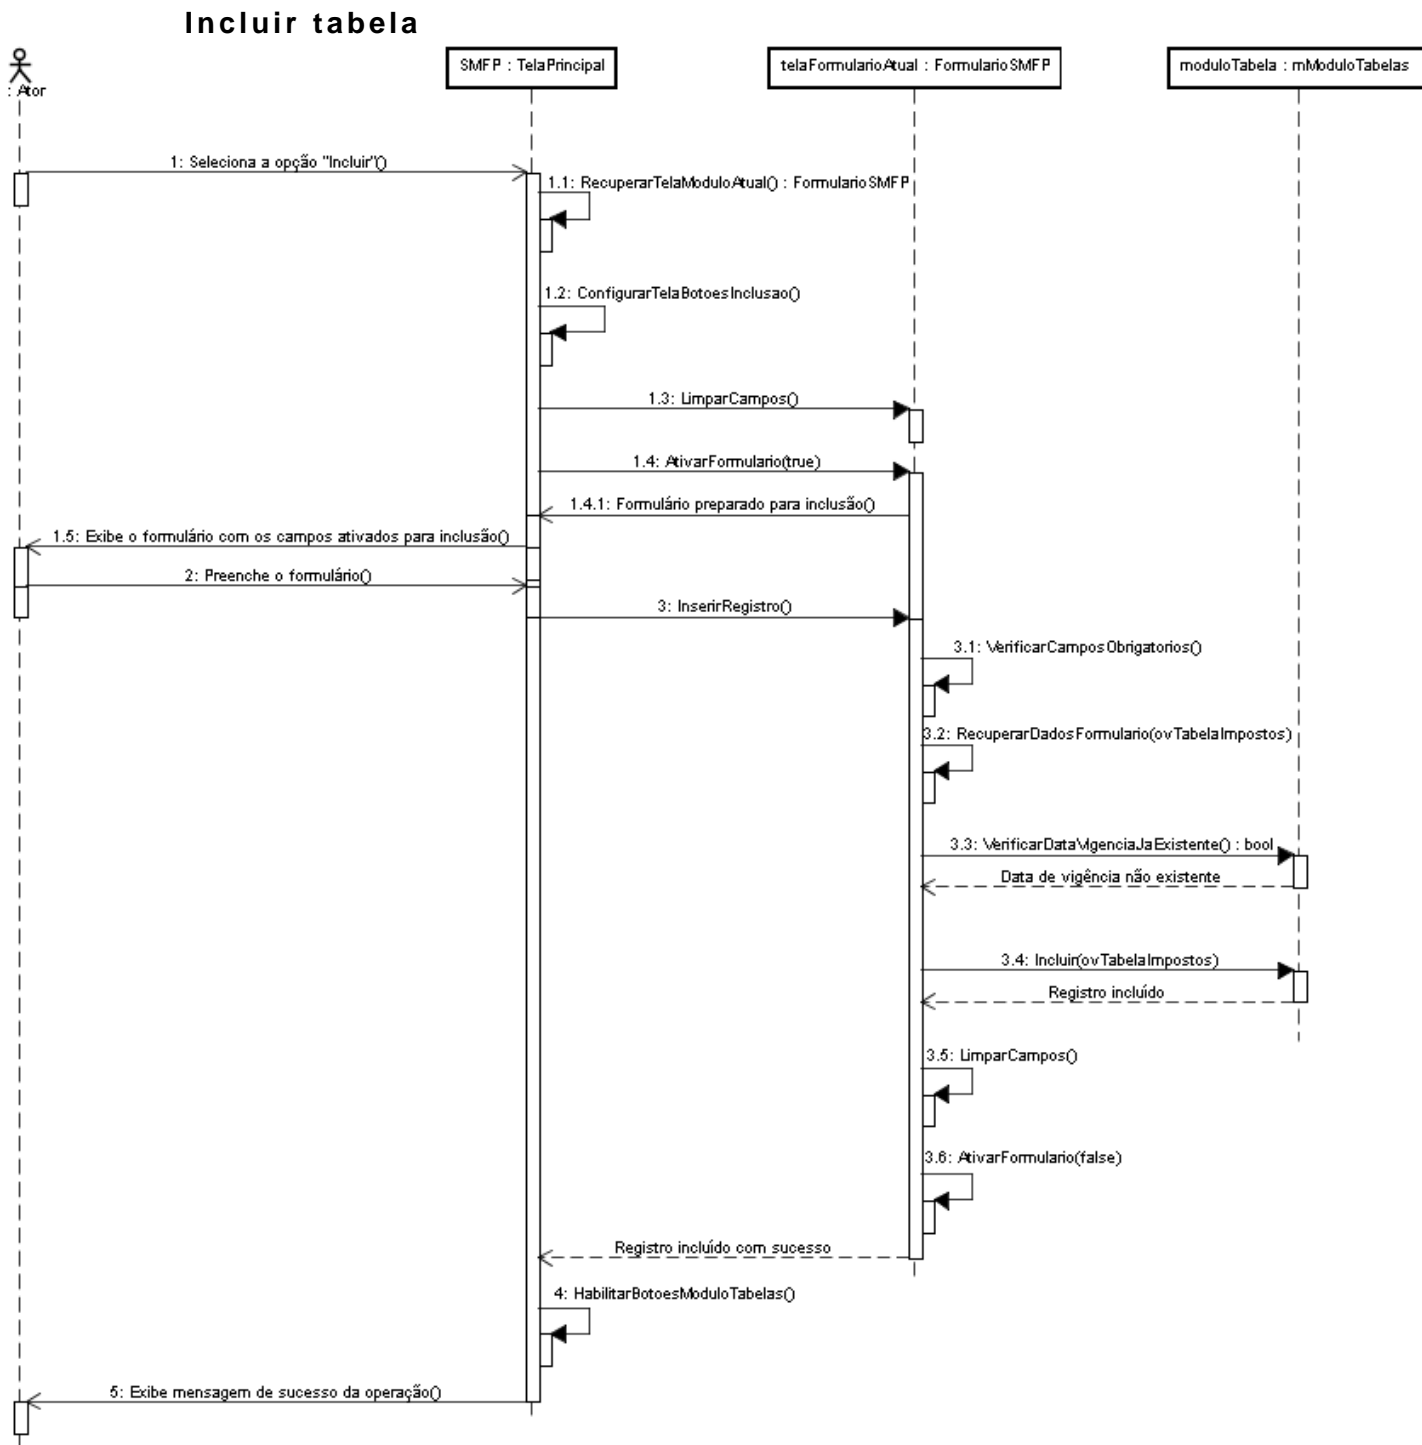 Incluir tabela
: Ator
SMFP : TelaPrincipal
telaFormularioAtual : FormularioSMFP
moduloTabela : mModuloTabelas
1: Seleciona a opção "Incluir"()
1.1: RecuperarTelaModuloAtual() : FormularioSMFP
1.2: ConfigurarTelaBotoesInclusao()
1.3: LimparCampos()
1.4: AtivarFormulario(true)
1.4.1: Formulário preparado para inclusão()
1.5: Exibe o formulário com os campos ativados para inclusão()
2: Preenche o formulário()
3: InserirRegistro()
3.1: VerificarCamposObrigatorios()
3.2: RecuperarDadosFormulario(ovTabelaImpostos)
3.3: VerificarDataVigenciaJaExistente() : bool
Data de vigência não existente
3.4: Incluir(ovTabelaImpostos)
Registro incluído
3.5: LimparCampos()
3.6: AtivarFormulario(false)
Registro incluído com sucesso
4: HabilitarBotoesModuloTabelas()
5: Exibe mensagem de sucesso da operação()